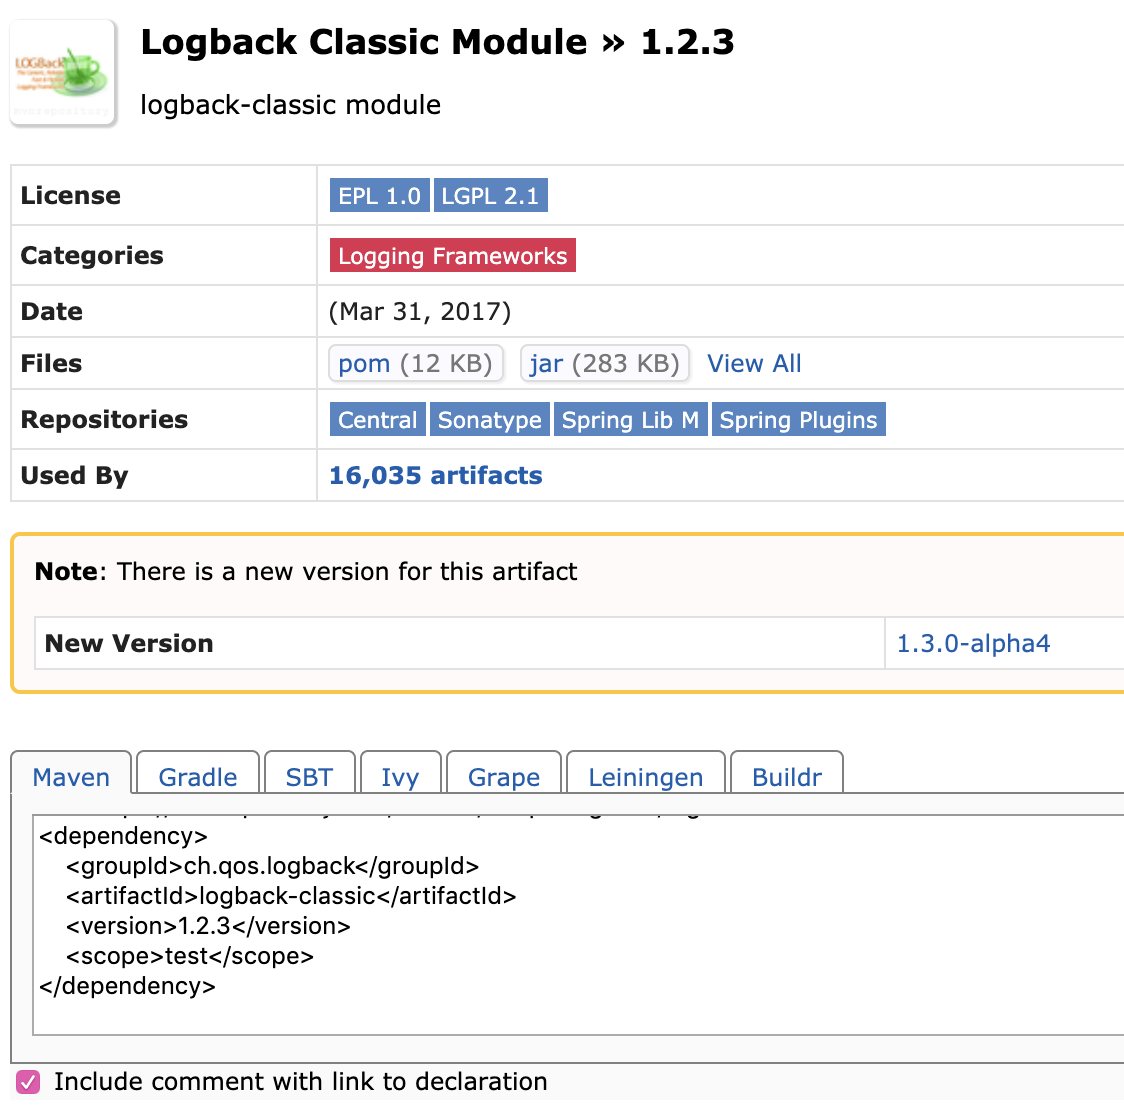 Logback Classic Module » 1.2.3
LOGBack
logback-classic module
License EPL 1.0 LGPL 2.1
Categories Logging Frameworks
Date (Mar 31, 2017)
Files pom (12 KB) jar (283 KB) View All
Repositories Central Sonatype Spring Lib M Spring Plugins
Used By 16,035 artifacts
Note: There is a new version for this artifact
New Version 1.3.0-alpha4
Maven Gradle SBT Ivy Grape Leiningen Buildr
<dependency>
    <groupId>ch.qos.logback</groupId>
    <artifactId>logback-classic</artifactId>
    <version>1.2.3</version>
    <scope>test</scope>
</dependency>
Include comment with link to declaration